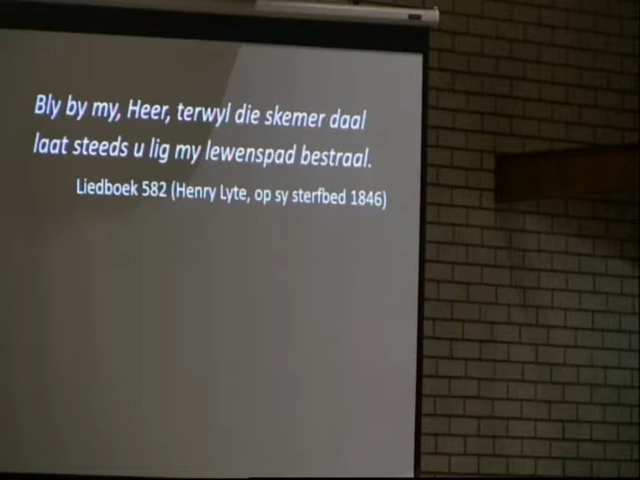 Bly by my, Heer, terwyl die skemer daal
laat steeds u lig my lewenspad bestraal.
Liedboek 582 (Henry Lyte, op sy sterfbed 1846)